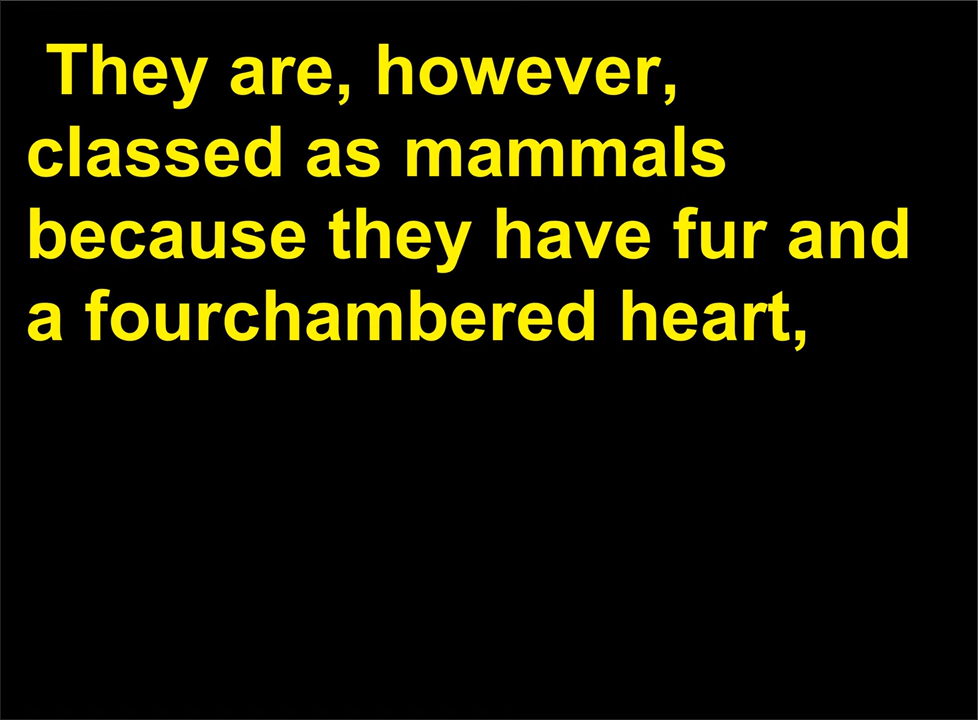 They are, however,
classed as mammals
because they have fur and
a fourchambered heart,